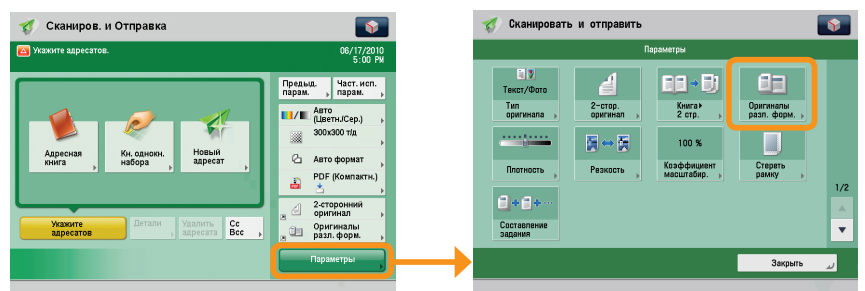 Сканиров. и Отправка
Укажите адресатов.
06/17/2010
5:00 PM
Предыд.
парам.
Част. исп.
парам.
Авто
(Цветн./Сер.)
300x300 т/д
Авто формат
PDF (Компактн.)
2-сторонний
оригинал
Оригиналы
разл. форм.
Параметры
Адресная
книга
Кн. однокн.
набора
Новый
адресат
Укажите
адресатов
Детали
Удалить
адресата
Cc
Bcc
Сканировать и отправить
Параметры
Текст/Фото
Тип
оригинала
2-стор.
оригинал
Книга▸
2 стр.
Оригиналы
разл. форм.
Плотность
Резкость
100 %
Коэффициент
масштабир.
Стереть
рамку
Составление
задания
1/2
Закрыть